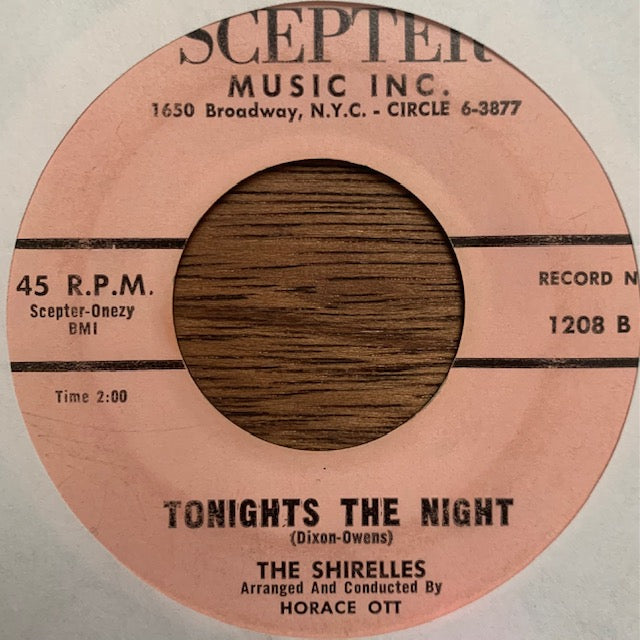 SCEPTER
MUSIC INC.
1650 Broadway, N.Y.C. - CIRCLE 6-3877
45 R.P.M.
Scepter-Onezy
BMI
RECORD N
1208 B
Time 2:00
TONIGHTS THE NIGHT
(Dixon-Owens)
THE SHIRELLES
Arranged And Conducted By
HORACE OTT